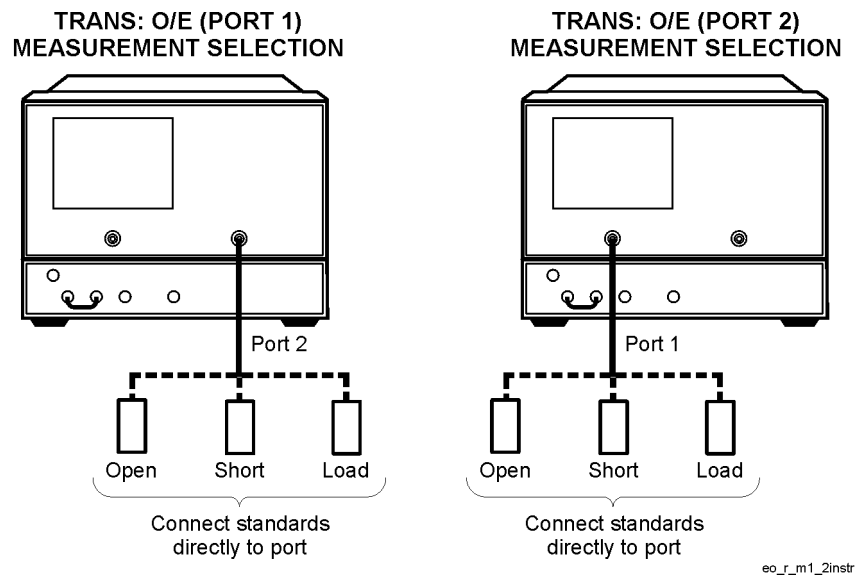 TRANS: O/E (PORT 1)
MEASUREMENT SELECTION
Port 2
Open Short Load
Connect standards
directly to port
TRANS: O/E (PORT 2)
MEASUREMENT SELECTION
Port 1
Open Short Load
Connect standards
directly to port
eo_r_m1_2instr